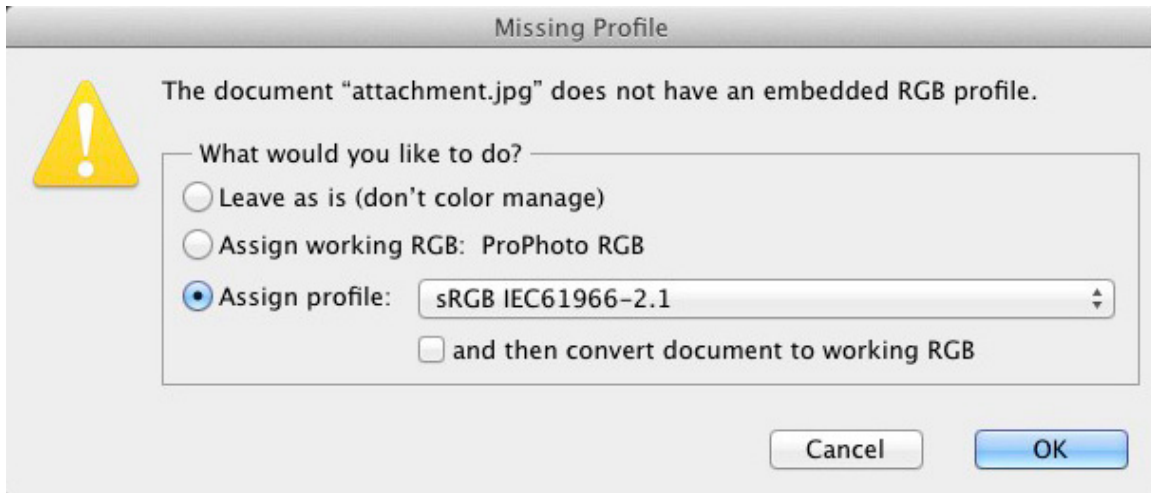 Missing Profile
The document “attachment.jpg” does not have an embedded RGB profile.
What would you like to do?
Leave as is (don’t color manage)
Assign working RGB: ProPhoto RGB
Assign profile: sRGB IEC61966-2.1
and then convert document to working RGB
Cancel OK